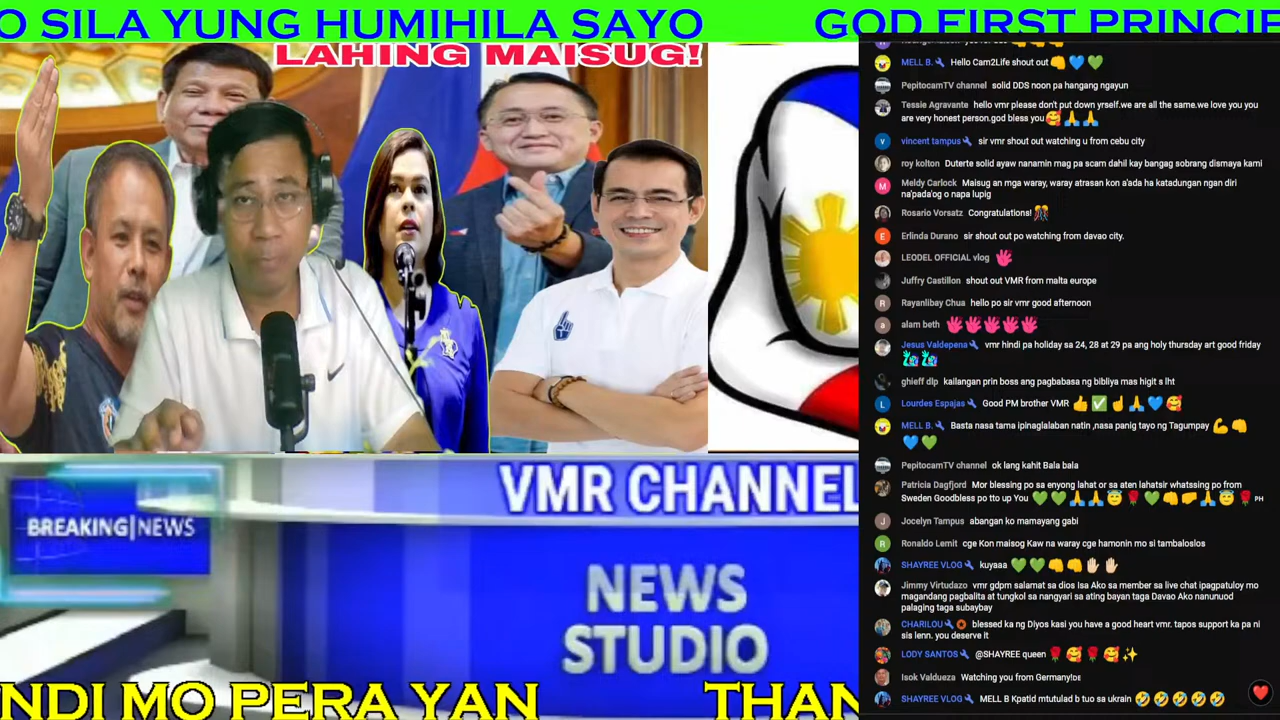 O SILA YUNG HUMIHILA SAYO GOD FIRST PRINCIP
LAHING MAISUG!
MELL B. Hello Cam2Life shout out 👊 💙 💚
PepitocamTV channel solid DDS noon pa hangang ngayun
Tessie Agravante hello vmr please don't put down yrself.we are all the same.we love you you
are very honest person.god bless you 🥰 🙏 🙏
vincent tampus sir vmr shout out watching u from cebu city
roy kolton Duterte solid ayaw nanamin mag pa scam dahil kay bangag sobrang dismaya kami
Meldy Carlock Maisug an mga waray, waray atrasan kon a'ada ha katadungan ngan diri
na'pada'og o napa lupig
Rosario Vorsatz Congratulations! 🎊
Erlinda Durano sir shout out po watching from davao city.
LEODEL OFFICIAL vlog
Juffry Castillon shout out VMR from malta europe
Rayanlibay Chua hello po sir vmr good afternoon
alam beth
Jesus Valdepena vmr hindi pa holiday sa 24, 28 at 29 pa ang holy thursday art good friday
ghieff dlp kailangan prin boss ang pagbabasa ng bibliya mas higit s lht
Lourdes Espajas Good PM brother VMR 👍 ✅ ☝ 🙏 💙 🥰
MELL B. Basta nasa tama ipinaglalaban natin ,nasa panig tayo ng Tagumpay 💪 👊
💙 💚
PepitocamTV channel ok lang kahit Bala bala
Patricia Dagfjord Mor blessing po sa enyong lahat or sa aten lahatsir whatssing po from
Sweden Goodbless po tto up You 💚 💚 🙏 🙏 😇 🌹 💚 👊 🤛 🙏 😇 🌹 PH
Jocelyn Tampus abangan ko mamayang gabi
Ronaldo Lemit cge Kon maisog Kaw na waray cge hamonin mo si tambaloslos
SHAYREE VLOG kuyaaa 💚 💚 👊 👊 ✋🏻 ✋🏻
Jimmy Virtudazo vmr gdpm salamat sa dios Isa Ako sa member sa live chat ipagpatuloy mo
magandang pagbalita at tungkol sa nangyari sa ating bayan taga Davao Ako nanunuod
palaging taga subaybay
CHARILOU blessed ka ng Diyos kasi you have a good heart vmr. tapos support ka pa ni
sis lenn. you deserve it
LODY SANTOS @SHAYREE queen 🌹 🥰 🌹 🥰 ✨
Isok Valdueza Watching you from Germany!
SHAYREE VLOG MELL B Kpatid mtutulad b tuo sa ukrain 🤣 🤣 🤣 🤣 🤣
VMR CHANNEL
BREAKING|NEWS
NEWS
STUDIO
NDI MO PERA YAN THAN